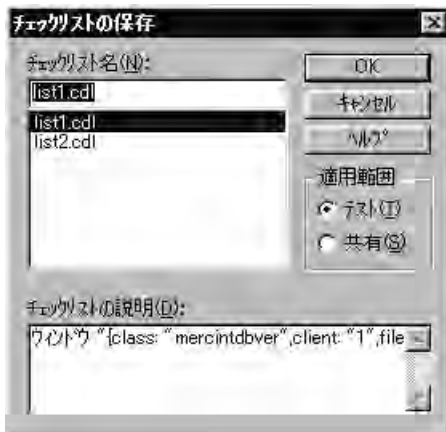 チェックリストの保存
チェックリスト名(N):
list1.cdl
list1.cdl
list2.cdl
OK
キャンセル
ヘルプ
適用範囲
テスト(T)
共有(S)
チェックリストの説明(D):
ウィンドウ "{class: "mercintdbver",client: "1",file